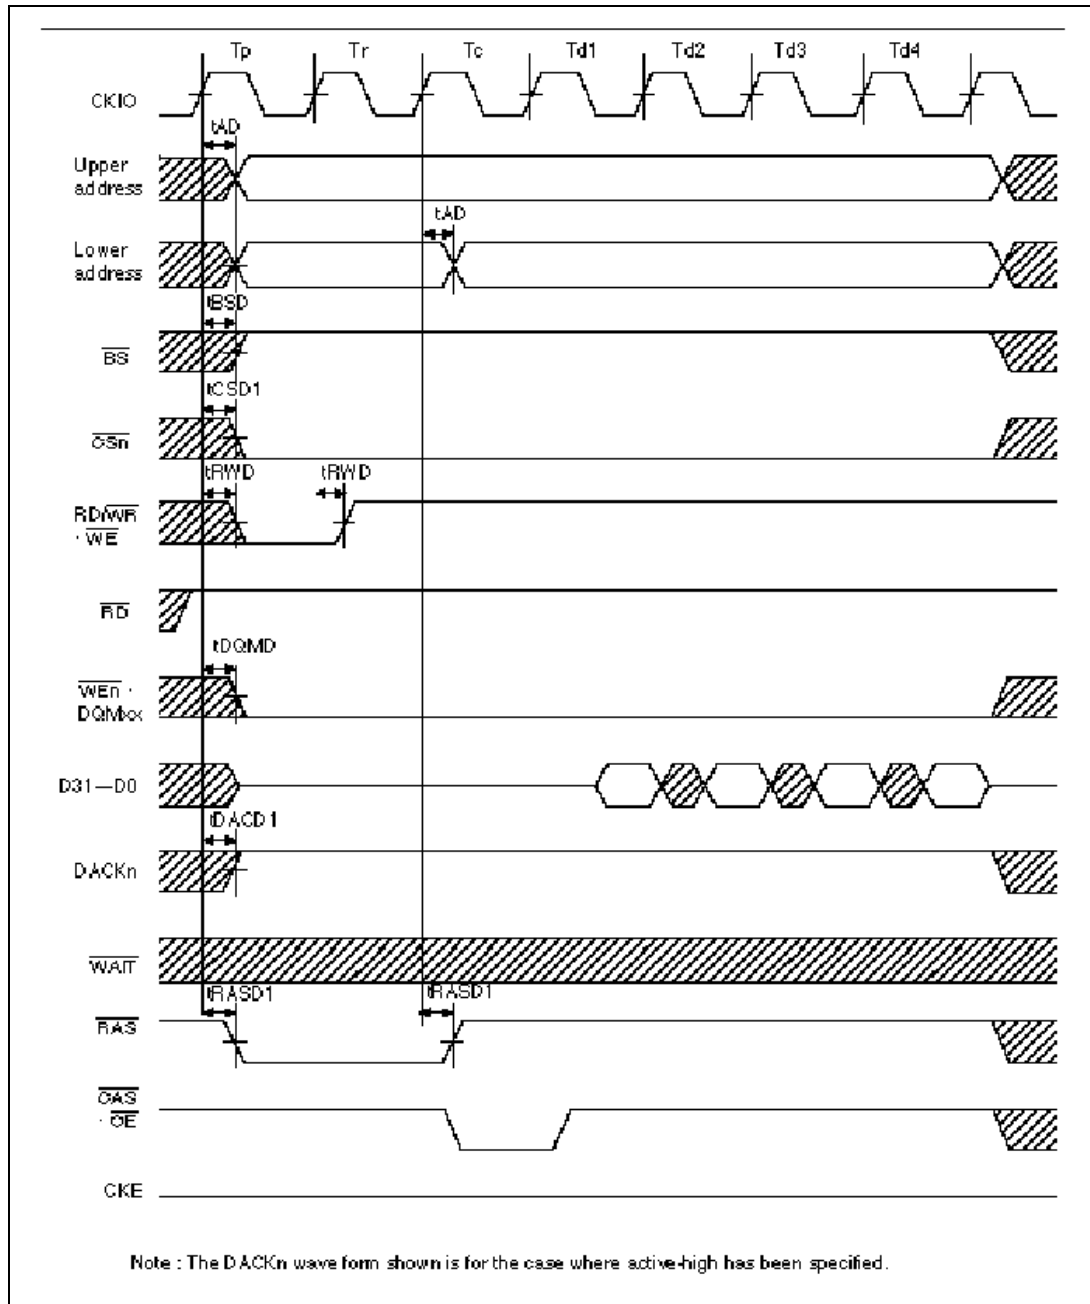 Tp Tr Tc Td1 Td2 Td3 Td4
CKIO
tAD
Upper
address
tAD
Lower
address
tBSD
BS
tCSD1
CSn
tRWD tRWD
RD/WR
· WE
RD
tDQMD
WEn ·
DQMxx
D31—D0
tDACD1
DACKn
WAIT
tRASD1 tRASD1
RAS
CAS
· OE
CKE
Note : The DACKn wave form shown is for the case where active-high has been specified.